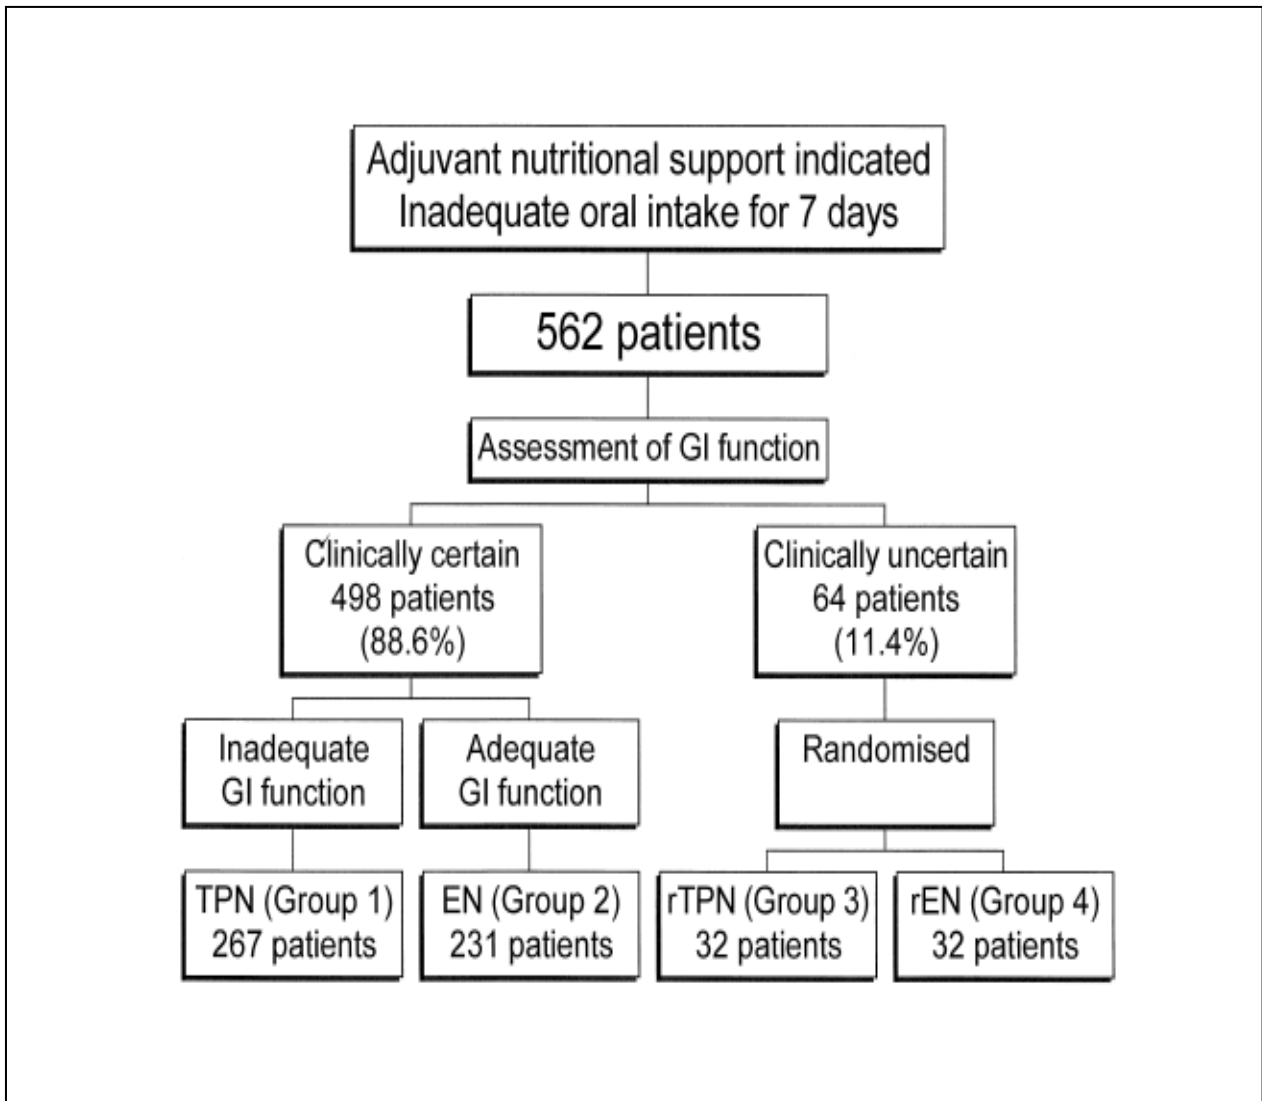 Adjuvant nutritional support indicated
Inadequate oral intake for 7 days
562 patients
Assessment of GI function
Clinically certain
498 patients
(88.6%)
Clinically uncertain
64 patients
(11.4%)
Inadequate
GI function
Adequate
GI function
Randomised
TPN (Group 1)
267 patients
EN (Group 2)
231 patients
rTPN (Group 3)
32 patients
rEN (Group 4)
32 patients